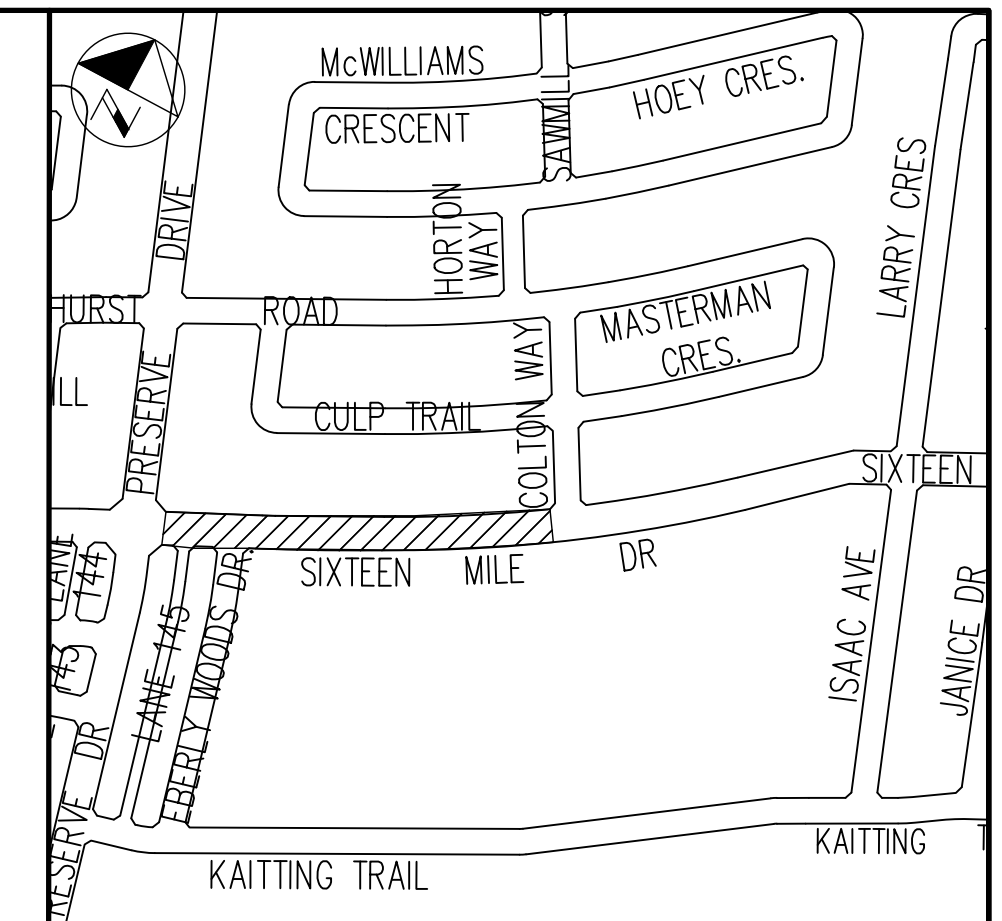 McWILLIAMS
CRESCENT
SAWMILL
HOEY CRES.
N
DRIVE
HORTON
WAY
LARRY CRES
HURST
ROAD
MASTERMAN
CRES.
WAY
LL
PRESERVE
CULP TRAIL
COLTON
SIXTEEN
SIXTEEN MILE DR
LANE
144
143
LANE 145
EBERLY WOODS DR.
ISAAC AVE
JANICE DR
DR
RESERVE
KAITTING T
KAITTING TRAIL